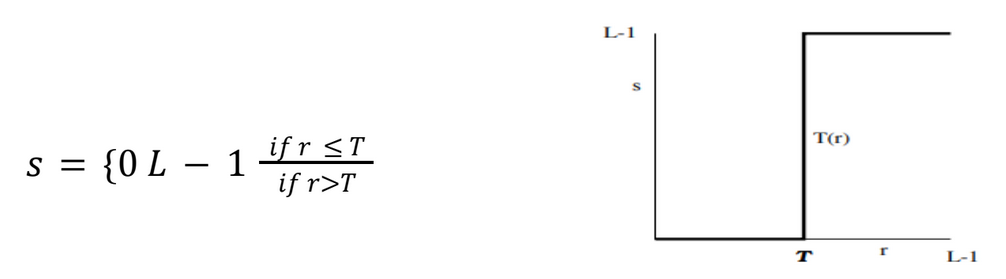 s = {0 L − 1 if r ≤ T / if r>T
L-1
s
T(r)
T r L-1